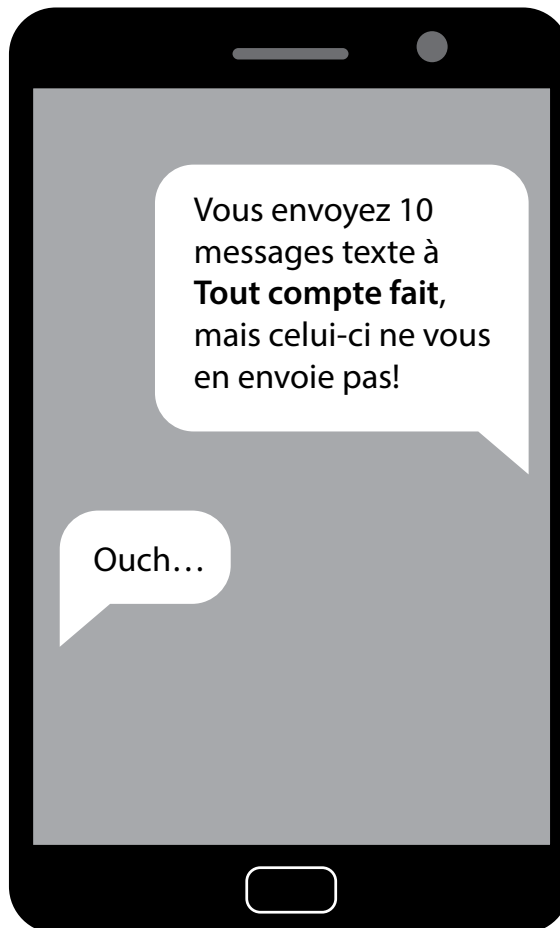 Vous envoyez 10
messages texte à
Tout compte fait,
mais celui-ci ne vous
en envoie pas!
Ouch…